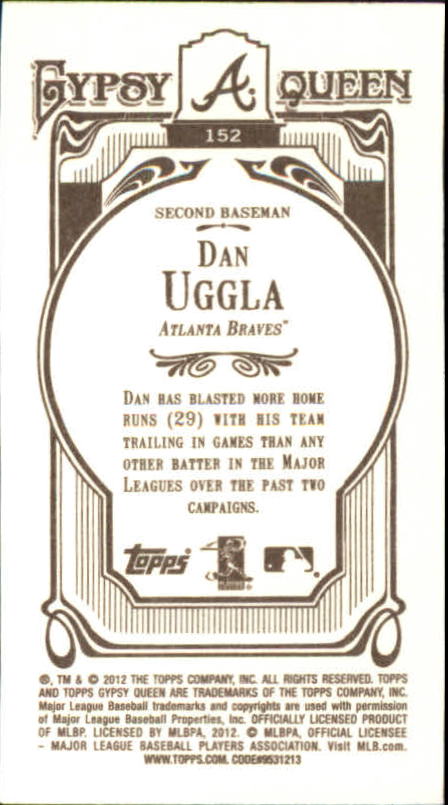 GYPSY A QUEEN
152
SECOND BASEMAN
DAN
UGGLA
ATLANTA BRAVES™
DAN HAS BLASTED MORE HOME
RUNS (29) WITH HIS TEAM
TRAILING IN GAMES THAN ANY
OTHER BATTER IN THE MAJOR
LEAGUES OVER THE PAST TWO
CAMPAIGNS.
topps®
®, TM & © 2012 THE TOPPS COMPANY, INC. ALL RIGHTS RESERVED. TOPPS
AND TOPPS GYPSY QUEEN ARE TRADEMARKS OF THE TOPPS COMPANY, INC.
Major League Baseball trademarks and copyrights are used with permission
of Major League Baseball Properties, Inc. OFFICIALLY LICENSED PRODUCT
OF MLBP. LICENSED BY MLBPA, 2012. © MLBPA, OFFICIAL LICENSEE
– MAJOR LEAGUE BASEBALL PLAYERS ASSOCIATION. Visit MLB.com.
WWW.TOPPS.COM. CODE#9531213